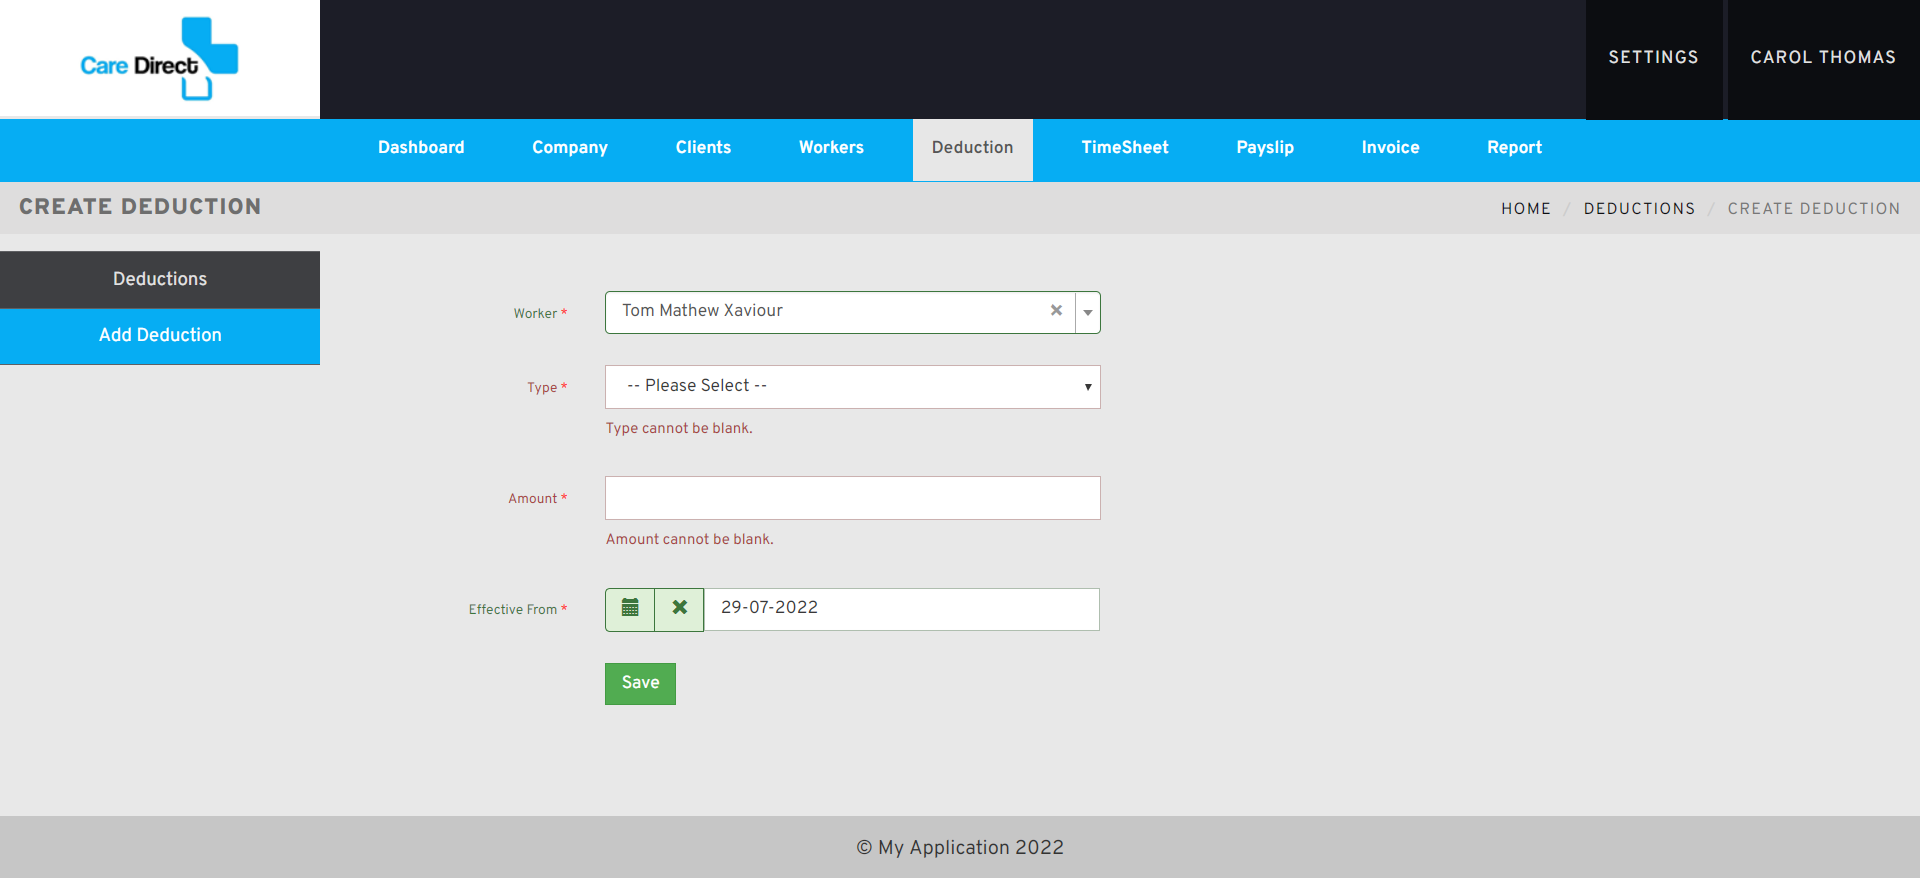 Care Direct
SETTINGS
CAROL THOMAS
Dashboard
Company
Clients
Workers
Deduction
TimeSheet
Payslip
Invoice
Report
CREATE DEDUCTION
HOME / DEDUCTIONS / CREATE DEDUCTION
Deductions
Add Deduction
Worker *
Tom Mathew Xaviour
Type *
-- Please Select --
Type cannot be blank.
Amount *
Amount cannot be blank.
Effective From *
29-07-2022
Save
© My Application 2022